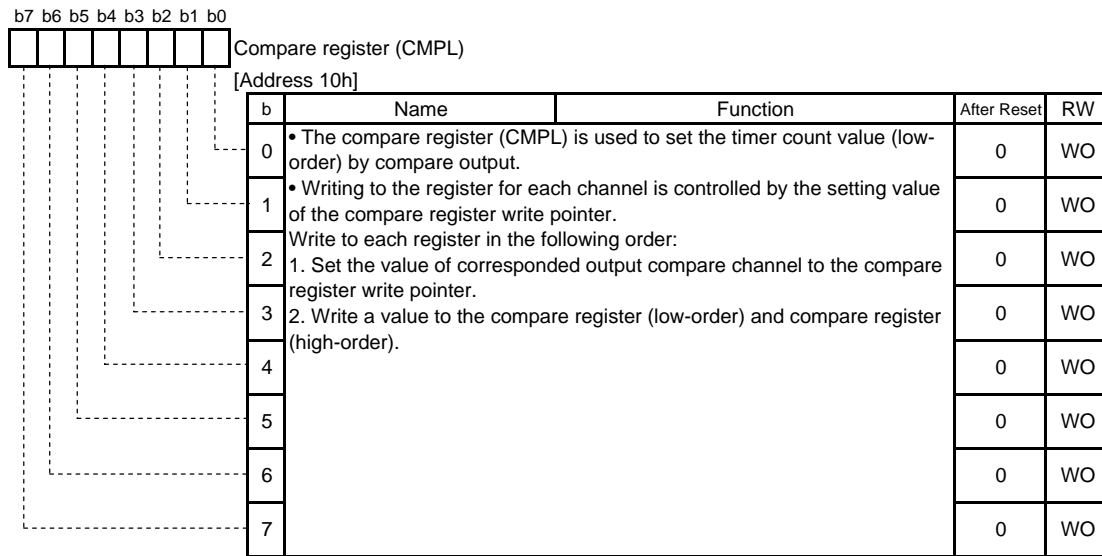 b7 b6 b5 b4 b3 b2 b1 b0
Compare register (CMPL)
[Address 10h]
b Name Function After Reset RW
• The compare register (CMPL) is used to set the timer count value (low-
order) by compare output.
• Writing to the register for each channel is controlled by the setting value
of the compare register write pointer.
Write to each register in the following order:
1. Set the value of corresponded output compare channel to the compare
register write pointer.
2. Write a value to the compare register (low-order) and compare register
(high-order).
0 0 WO
1 0 WO
2 0 WO
3 0 WO
4 0 WO
5 0 WO
6 0 WO
7 0 WO